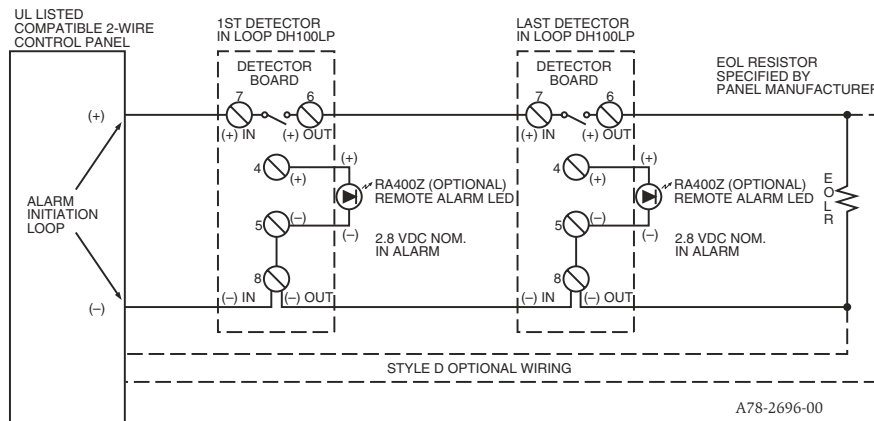 UL LISTED
COMPATIBLE 2-WIRE
CONTROL PANEL
1ST DETECTOR
IN LOOP DH100LP
LAST DETECTOR
IN LOOP DH100LP
DETECTOR
BOARD
DETECTOR
BOARD
EOL RESISTOR
SPECIFIED BY
PANEL MANUFACTURER
7
6
7
6
(+)
(+) IN
(+) OUT
(+) IN
(+) OUT
4
(+)
(+)
RA400Z (OPTIONAL)
REMOTE ALARM LED
4
(+)
(+)
RA400Z (OPTIONAL)
REMOTE ALARM LED
EOLR
ALARM
INITIATION
LOOP
5
(–)
(–)
2.8 VDC NOM.
IN ALARM
5
(–)
(–)
2.8 VDC NOM.
IN ALARM
8
8
(–)
(–) IN
(–) OUT
(–) IN
(–) OUT
STYLE D OPTIONAL WIRING
A78-2696-00